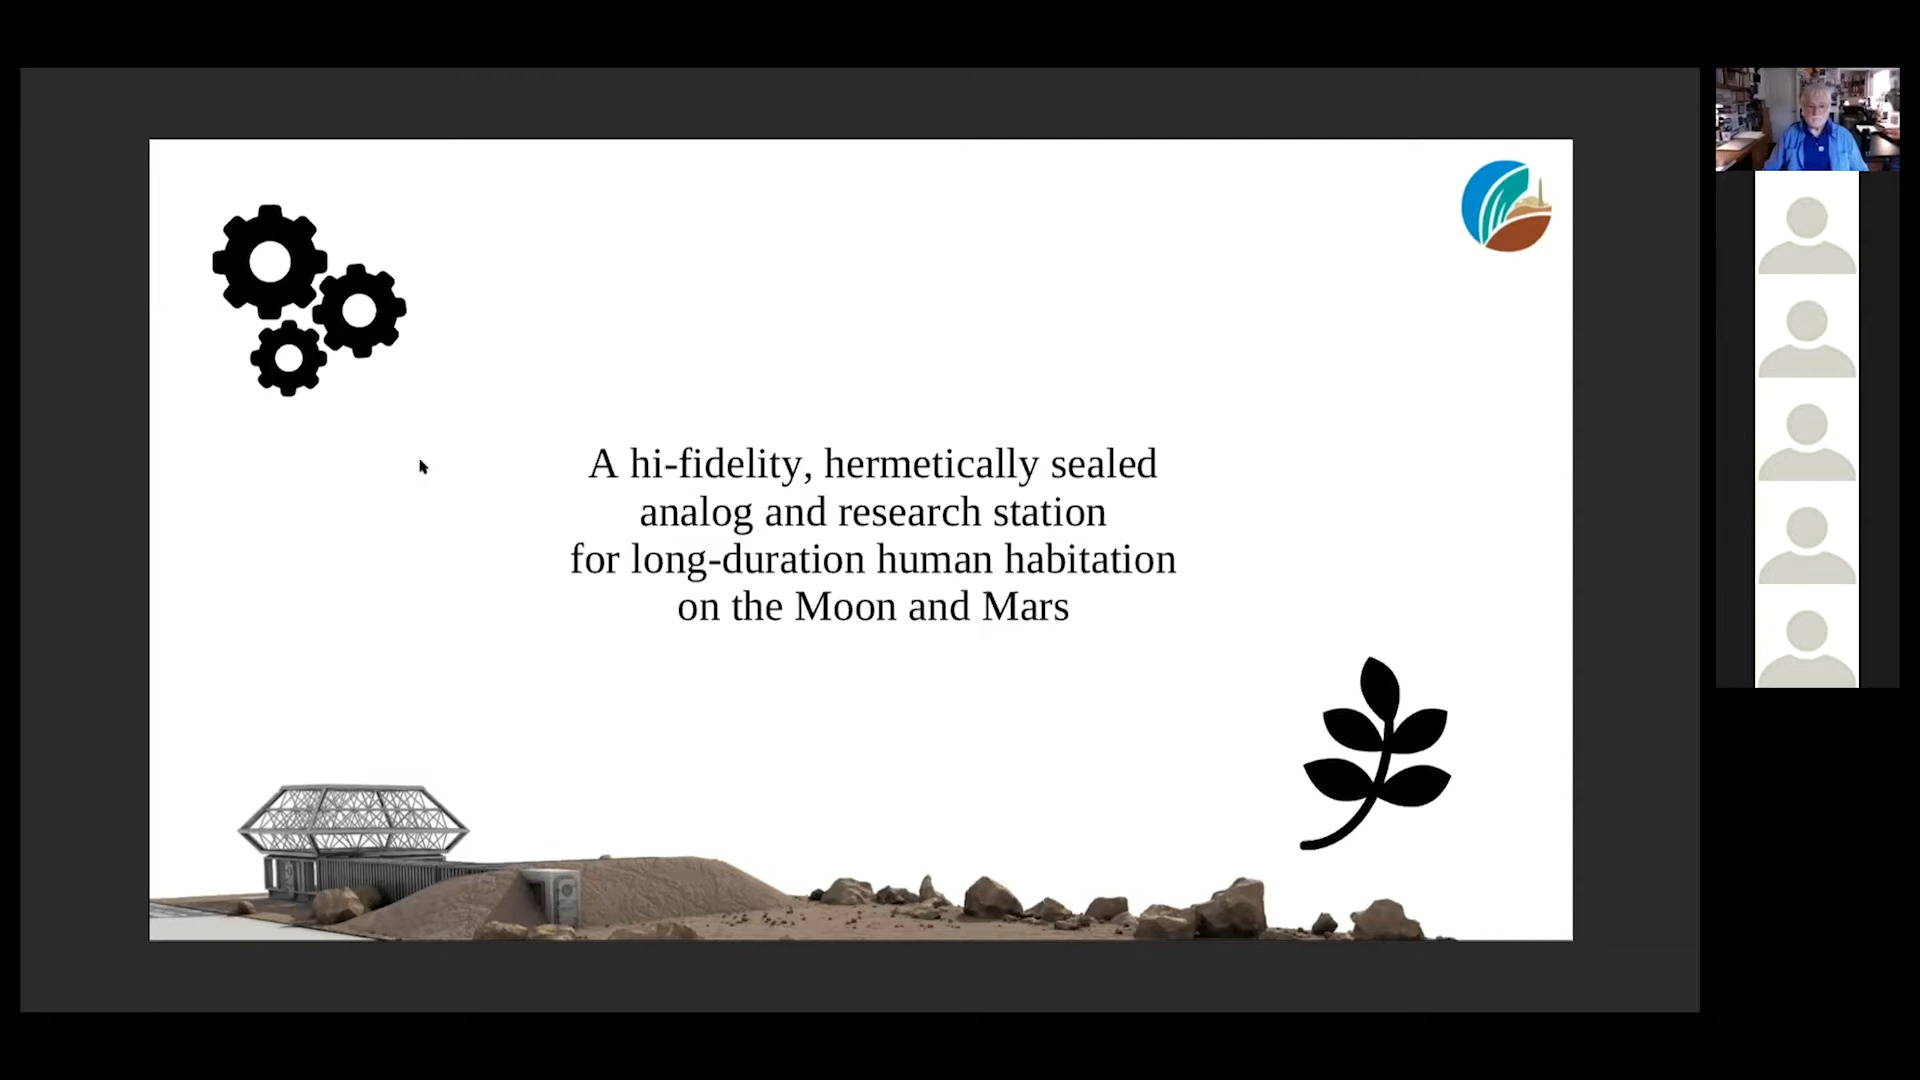 A hi-fidelity, hermetically sealed
analog and research station
for long-duration human habitation
on the Moon and Mars